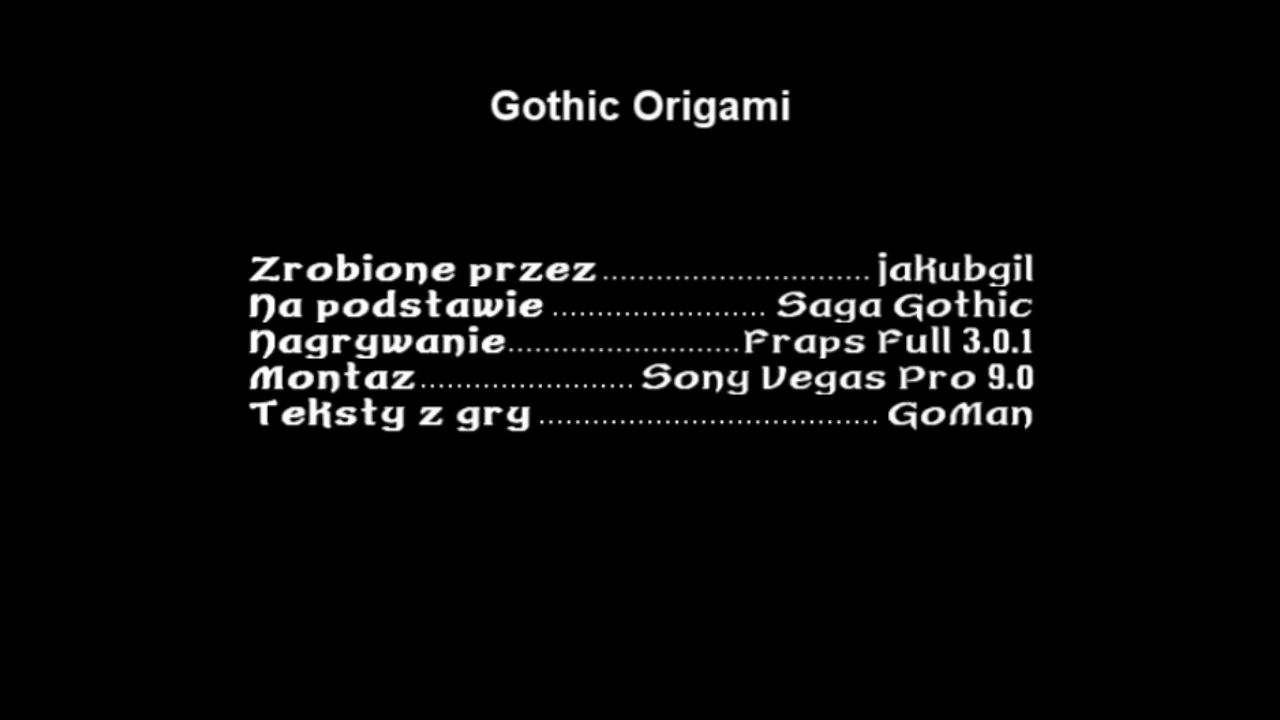 Gothic Origami
Zrobione przez.............................. jakubgil
Na podstawie ........................ Saga Gothic
Nagrywanie..........................Fraps Full 3.0.1
Montaz........................ Sony Vegas Pro 9.0
Teksty z gry ...................................... GoMan